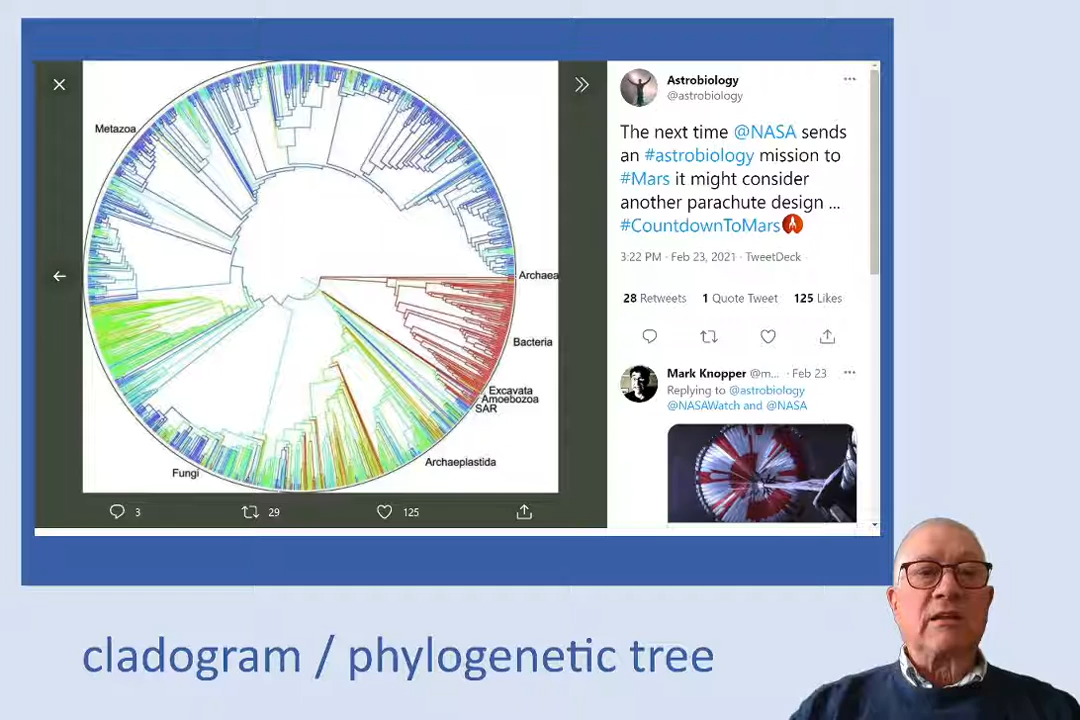 Metazoa
Archaea
Bacteria
Excavata
Amoebozoa
SAR
Archaeplastida
Fungi
3
29
125
Astrobiology
@astrobiology
The next time @NASA sends
an #astrobiology mission to
#Mars it might consider
another parachute design ...
#CountdownToMars
3:22 PM · Feb 23, 2021 · TweetDeck
28 Retweets 1 Quote Tweet 125 Likes
Mark Knopper @m... · Feb 23
Replying to @astrobiology
@NASAWatch and @NASA
cladogram / phylogenetic tree